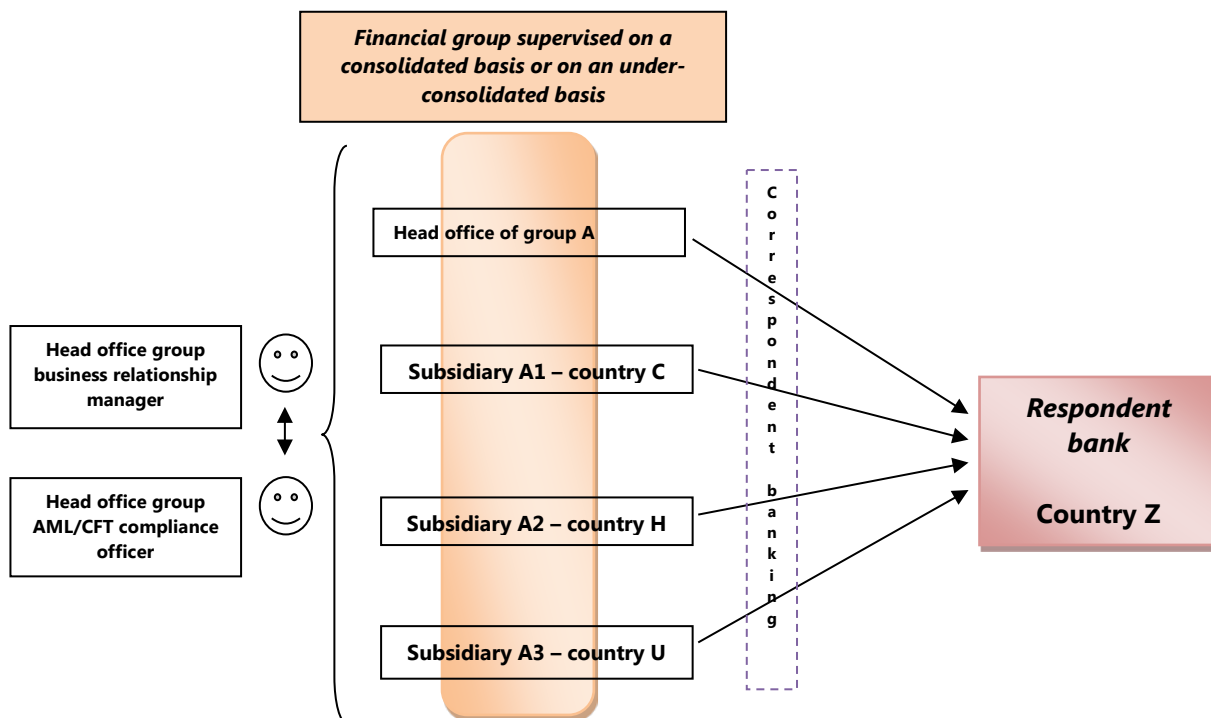 Financial group supervised on a
consolidated basis or on an under-
consolidated basis
Head office of group A
Correspondent banking
Head office group
business relationship
manager
Subsidiary A1 – country C
Respondent
bank
Country Z
Head office group
AML/CFT compliance
officer
Subsidiary A2 – country H
Subsidiary A3 – country U